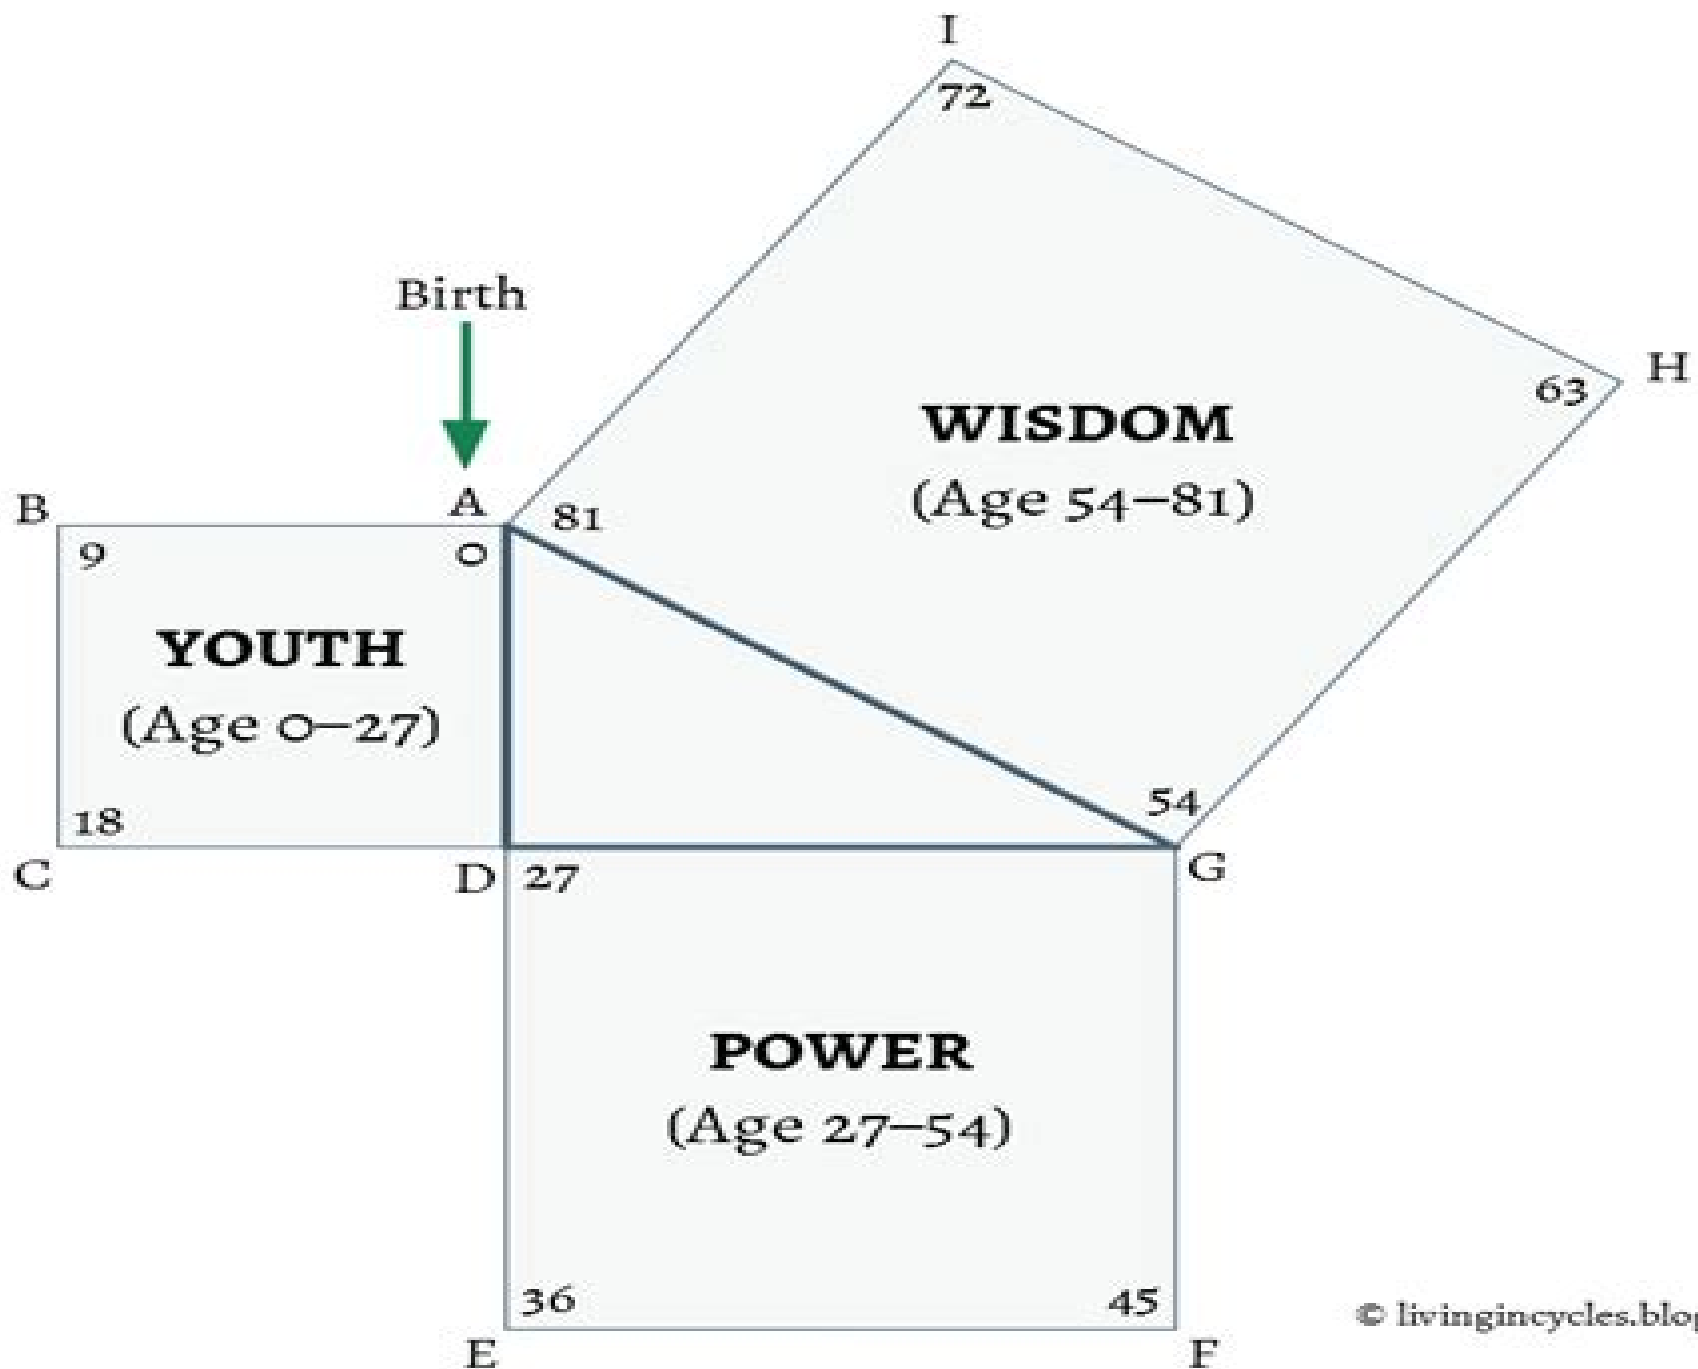 I
72
Birth
H
63
WISDOM
(Age 54–81)
B
A
81
9
0
YOUTH
(Age 0–27)
54
18
C
D
27
G
POWER
(Age 27–54)
36
45
© livingincycles.blog
E
F